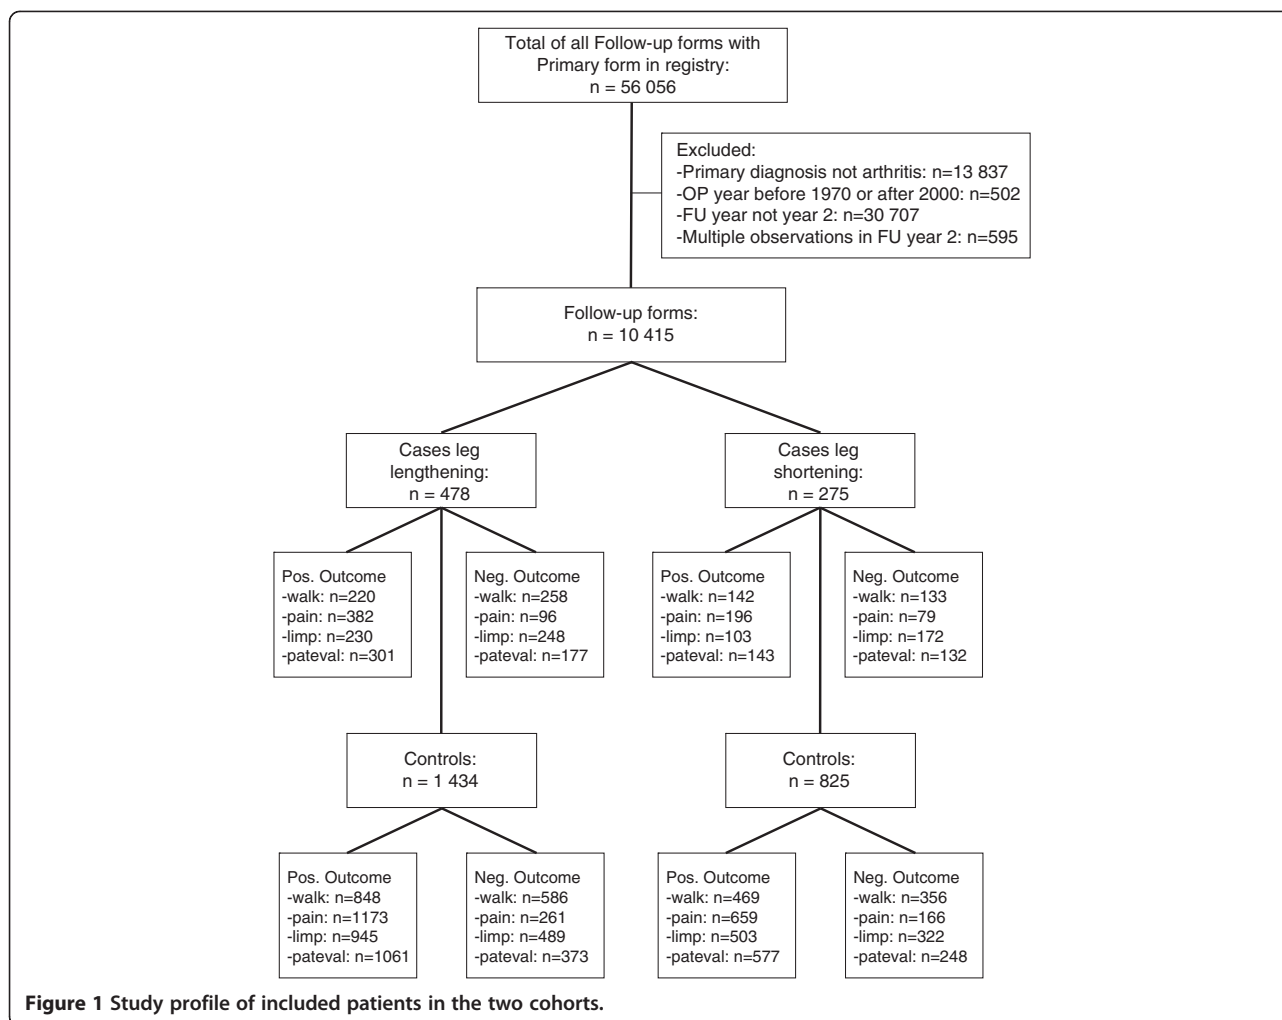 Total of all Follow-up forms with
Primary form in registry:
n = 56 056
Excluded:
-Primary diagnosis not arthritis: n=13 837
-OP year before 1970 or after 2000: n=502
-FU year not year 2: n=30 707
-Multiple observations in FU year 2: n=595
Follow-up forms:
n = 10 415
Cases leg
lengthening:
n = 478
Cases leg
shortening:
n = 275
Pos. Outcome
-walk: n=220
-pain: n=382
-limp: n=230
-pateval: n=301
Neg. Outcome
-walk: n=258
-pain: n=96
-limp: n=248
-pateval: n=177
Pos. Outcome
-walk: n=142
-pain: n=196
-limp: n=103
-pateval: n=143
Neg. Outcome
-walk: n=133
-pain: n=79
-limp: n=172
-pateval: n=132
Controls:
n = 1 434
Controls:
n = 825
Pos. Outcome
-walk: n=848
-pain: n=1173
-limp: n=945
-pateval: n=1061
Neg. Outcome
-walk: n=586
-pain: n=261
-limp: n=489
-pateval: n=373
Pos. Outcome
-walk: n=469
-pain: n=659
-limp: n=503
-pateval: n=577
Neg. Outcome
-walk: n=356
-pain: n=166
-limp: n=322
-pateval: n=248
Figure 1 Study profile of included patients in the two cohorts.